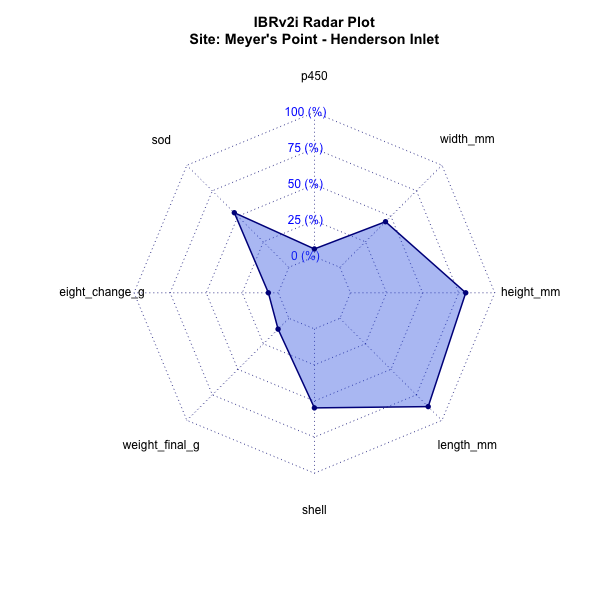 IBRv2i Radar Plot
Site: Meyer's Point - Henderson Inlet
p450
100 (%)
sod
width_mm
75 (%)
50 (%)
25 (%)
0 (%)
eight_change_g
height_mm
weight_final_g
length_mm
shell